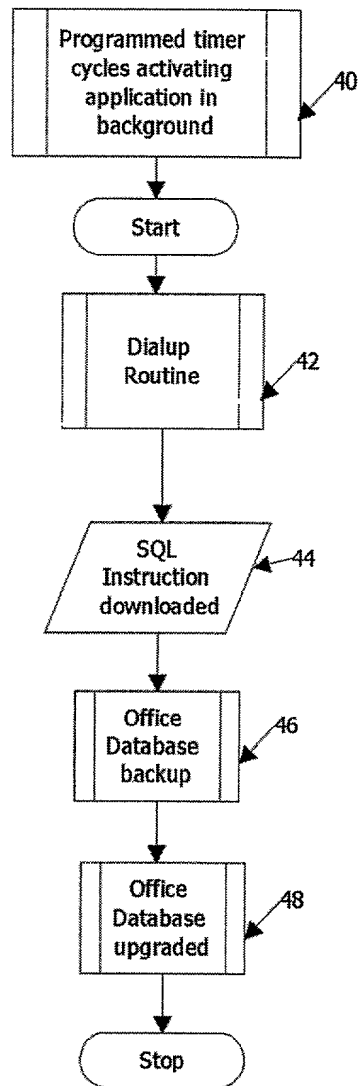 Programmed timer
cycles activating
application in
background
40
Start
Dialup
Routine
42
SQL
Instruction
downloaded
44
Office
Database
backup
46
Office
Database
upgraded
48
Stop